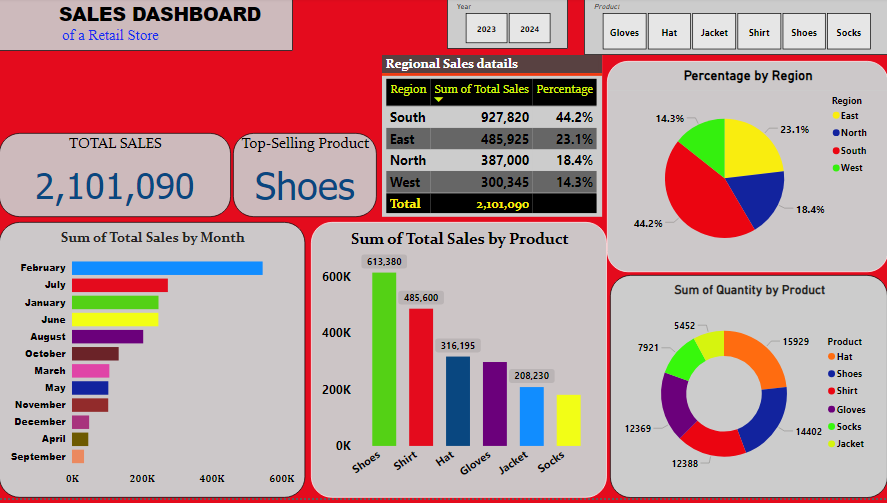 SALES DASHBOARD
of a Retail Store
Year
2023
2024
Product
Gloves
Hat
Jacket
Shirt
Shoes
Socks
TOTAL SALES
2,101,090
Top-Selling Product
Shoes
Regional Sales datails
Region Sum of Total Sales Percentage
South 927,820 44.2%
East 485,925 23.1%
North 387,000 18.4%
West 300,345 14.3%
Total 2,101,090
Percentage by Region
14.3%
23.1%
44.2%
18.4%
Region
East
North
South
West
Sum of Total Sales by Month
February
July
January
June
August
October
March
May
November
December
April
September
0K 200K 400K 600K
Sum of Total Sales by Product
600K
400K
200K
0K
613,380
485,600
316,195
208,230
Shoes
Shirt
Hat
Gloves
Jacket
Socks
Sum of Quantity by Product
5452
15929
7921
12369
14402
12388
Product
Hat
Shoes
Shirt
Gloves
Socks
Jacket